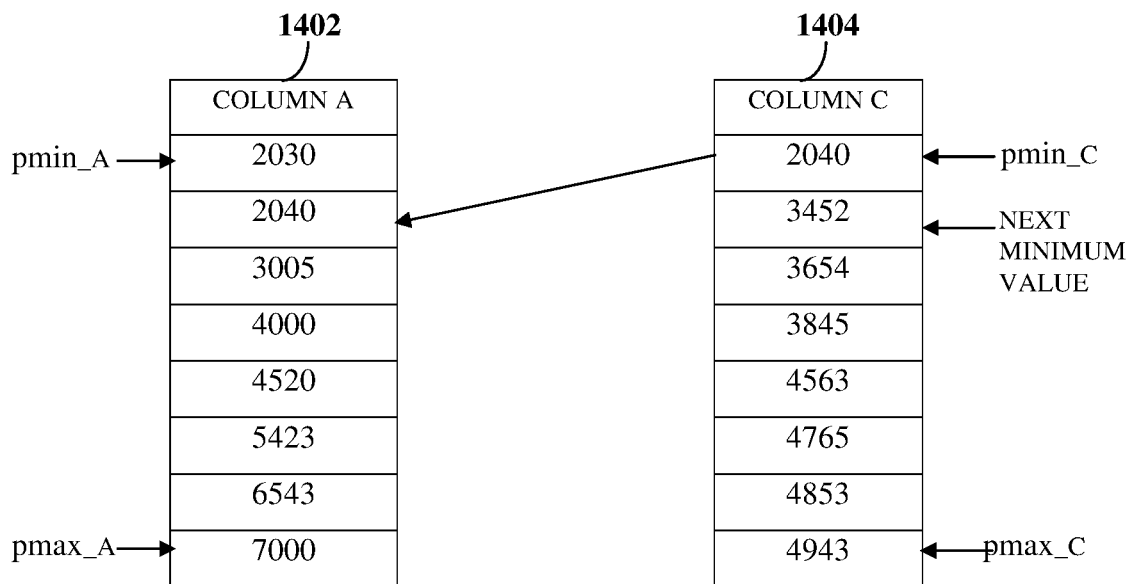 1402
1404
COLUMN A
COLUMN C
pmin_A
2030
2040
pmin_C
2040
3452
NEXT
MINIMUM
VALUE
3005
3654
4000
3845
4520
4563
5423
4765
6543
4853
pmax_A
7000
4943
pmax_C